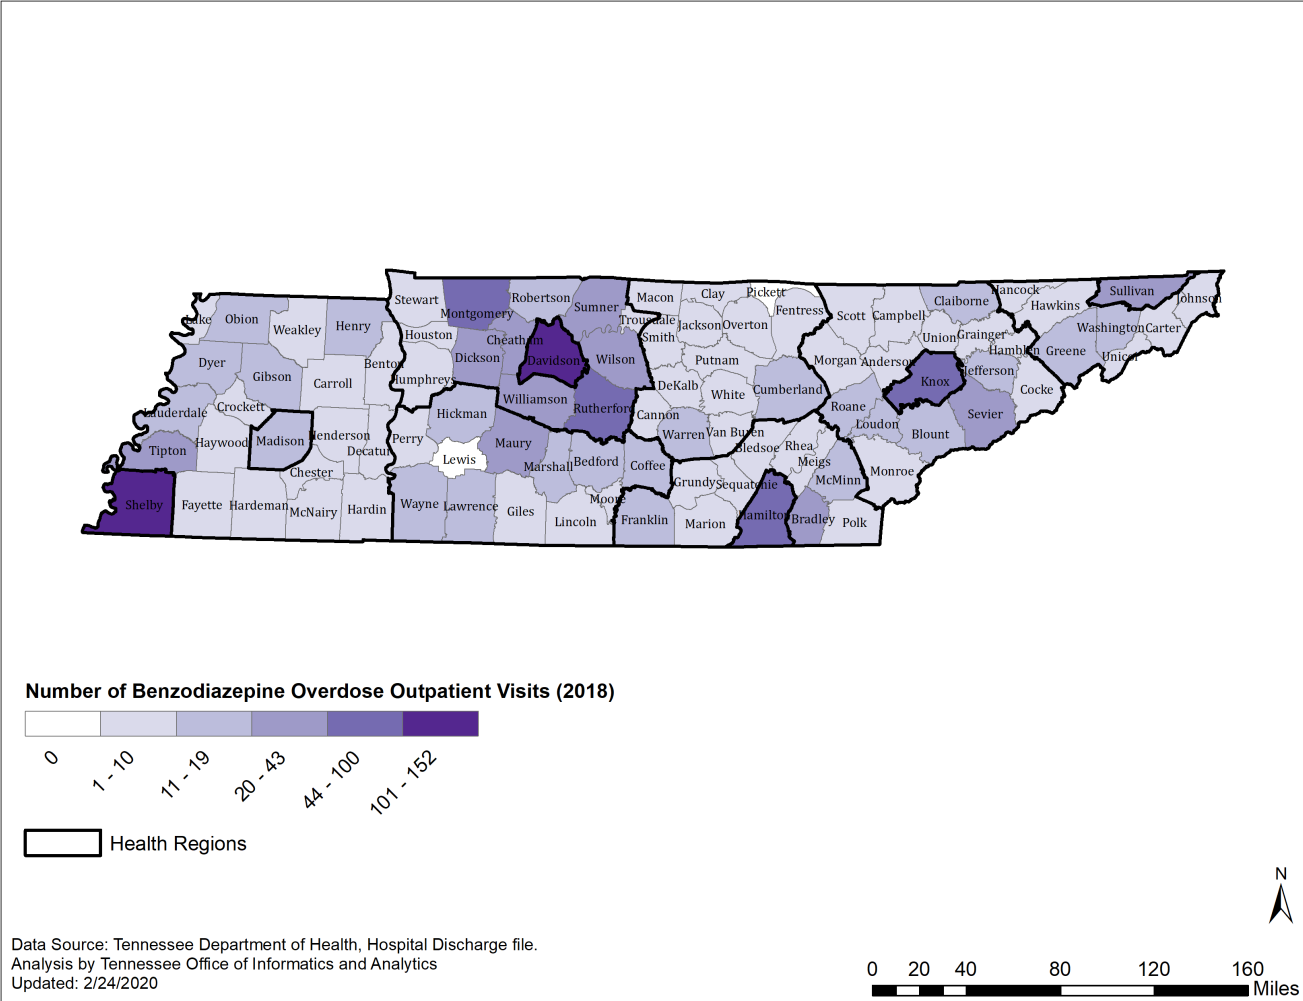 Stewart
Montgomery
Robertson
Sumner
Macon
Clay
Pickett
Fentress
Scott
Campbell
Claiborne
Hancock
Hawkins
Sullivan
Johnson
Lake
Obion
Weakley
Henry
Houston
Cheatham
Trousdale
Smith
Jackson
Overton
Union
Grainger
Hamblen
Greene
Washington
Carter
Unicoi
Dyer
Gibson
Carroll
Benton
Humphreys
Dickson
Davidson
Wilson
Putnam
Morgan
Anderson
Knox
Jefferson
Cocke
Lauderdale
Crockett
Hickman
Williamson
Rutherford
DeKalb
White
Cumberland
Roane
Loudon
Sevier
Tipton
Haywood
Madison
Henderson
Decatur
Perry
Lewis
Maury
Cannon
Warren
Van Buren
Bledsoe
Rhea
Meigs
Blount
Shelby
Fayette
Hardeman
Chester
McNairy
Hardin
Wayne
Lawrence
Giles
Marshall
Bedford
Coffee
Moore
Lincoln
Franklin
Grundy
Sequatchie
Marion
Hamilton
Bradley
McMinn
Polk
Monroe
Number of Benzodiazepine Overdose Outpatient Visits (2018)
0
1 - 10
11 - 19
20 - 43
44 - 100
101 - 152
Health Regions
N
Data Source: Tennessee Department of Health, Hospital Discharge file.
Analysis by Tennessee Office of Informatics and Analytics
Updated: 2/24/2020
0 20 40 80 120 160
Miles